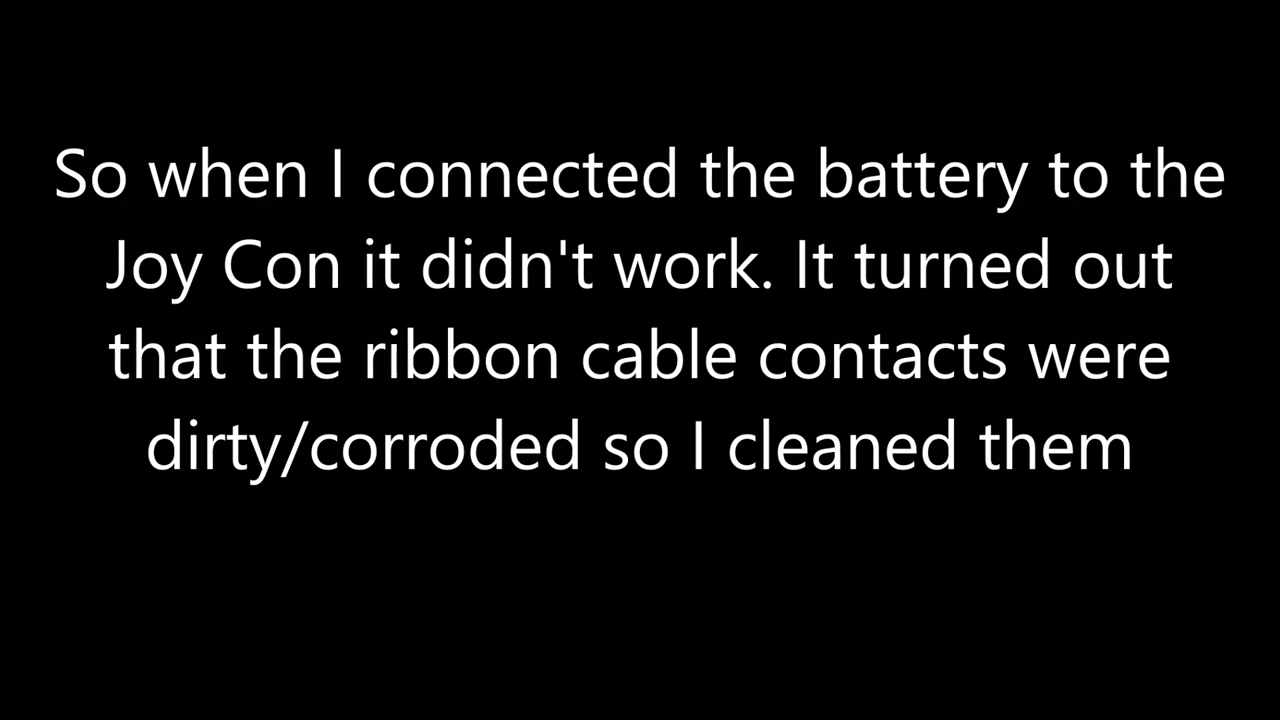 So when I connected the battery to the
Joy Con it didn't work. It turned out
that the ribbon cable contacts were
dirty/corroded so I cleaned them